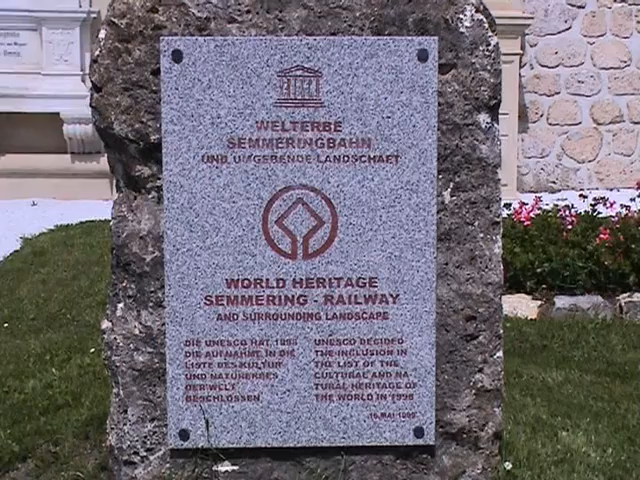 UNESCO
WELTERBE
SEMMERINGBAHN
UND UMGEBENDE LANDSCHAFT
WORLD HERITAGE
SEMMERING - RAILWAY
AND SURROUNDING LANDSCAPE
DIE UNESCO HAT 1998
DIE AUFNAHME IN DIE
LISTE DES KULTUR
UND NATURERBES
DER WELT
BESCHLOSSEN
UNESCO DECIDED
THE INCLUSION IN
THE LIST OF THE
CULTURAL AND NA-
TURAL HERITAGE OF
THE WORLD IN 1998
MAI